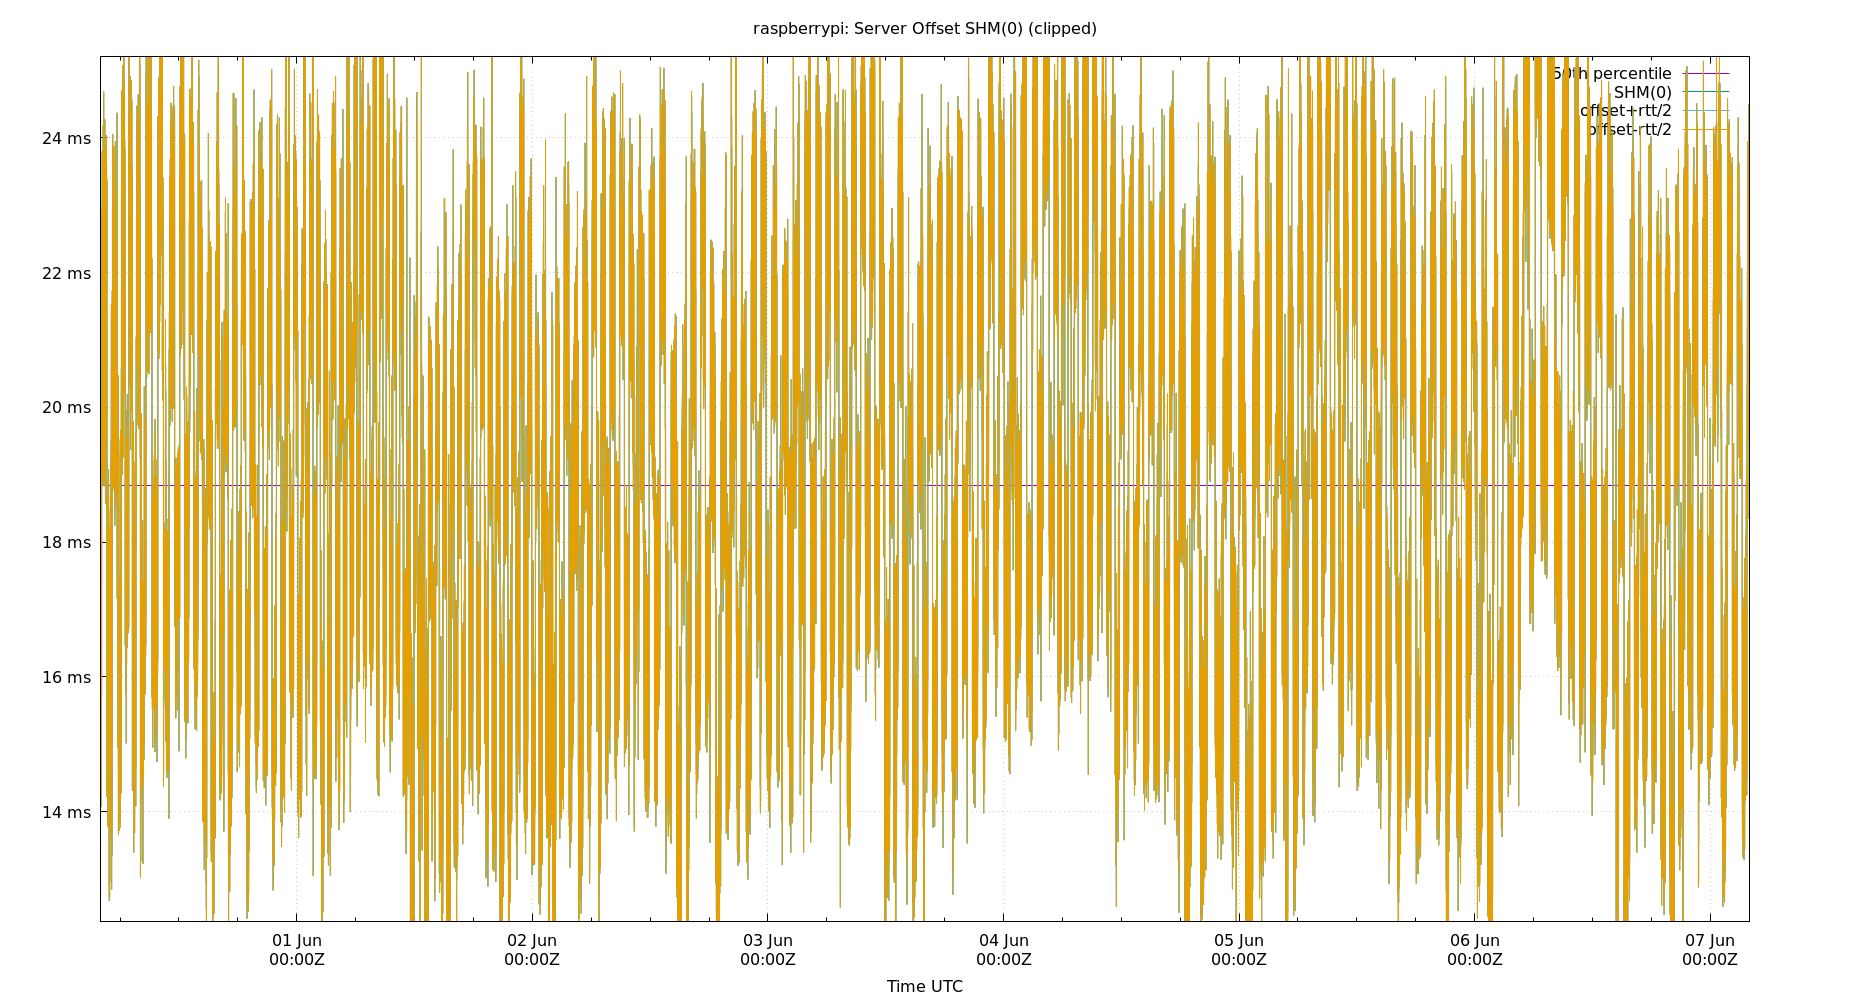 raspberrypi: Server Offset SHM(0) (clipped)
50th percentile
SHM(0)
offset+rtt/2
offset-rtt/2
24 ms
22 ms
20 ms
18 ms
16 ms
14 ms
01 Jun 02 Jun 03 Jun 04 Jun 05 Jun 06 Jun 07 Jun
00:00Z 00:00Z 00:00Z 00:00Z 00:00Z 00:00Z 00:00Z
Time UTC